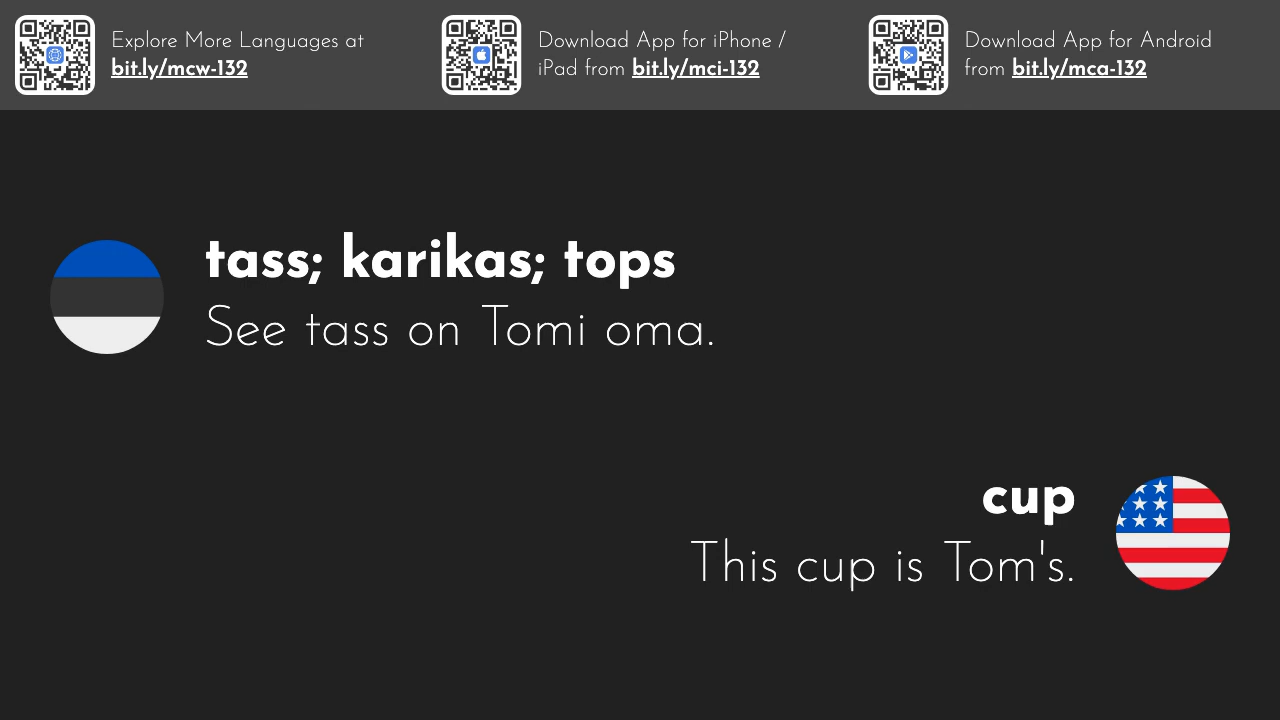 Explore More Languages at
bit.ly/mcw-132
Download App for iPhone /
iPad from bit.ly/mci-132
Download App for Android
from bit.ly/mca-132
tass; karikas; tops
See tass on Tomi oma.
cup
This cup is Tom's.